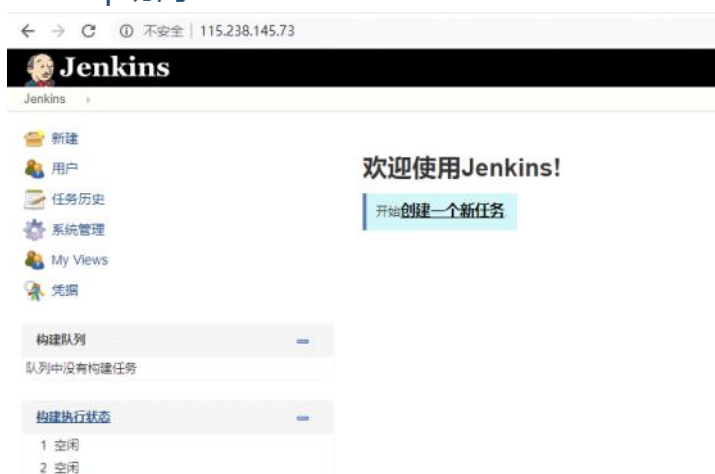 不安全 | 115.238.145.73
Jenkins
Jenkins
新建
用户
任务历史
系统管理
My Views
凭据
欢迎使用Jenkins!
开始创建一个新任务.
构建队列
队列中没有构建任务
构建执行状态
1 空闲
2 空闲